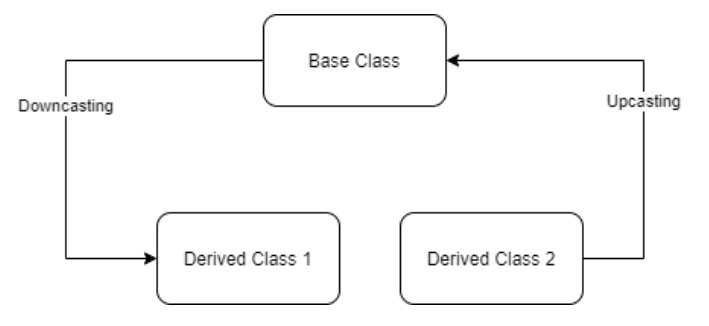 Base Class
Downcasting
Upcasting
Derived Class 1
Derived Class 2